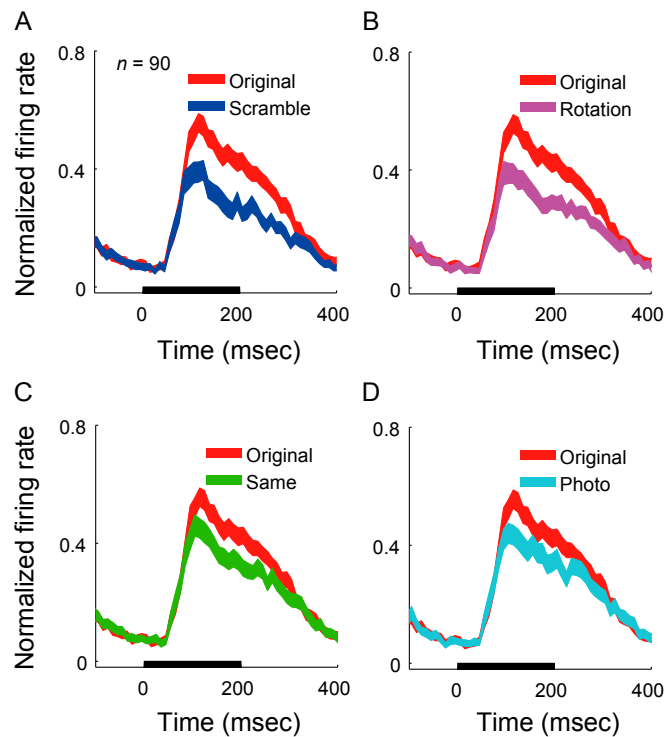 A
Normalized firing rate
0.8
0.4
0
n = 90
Original
Scramble
0
200
400
Time (msec)
B
0.8
0.4
0
Original
Rotation
0
200
400
Time (msec)
C
Normalized firing rate
0.8
0.4
0
Original
Same
0
200
400
Time (msec)
D
0.8
0.4
0
Original
Photo
0
200
400
Time (msec)